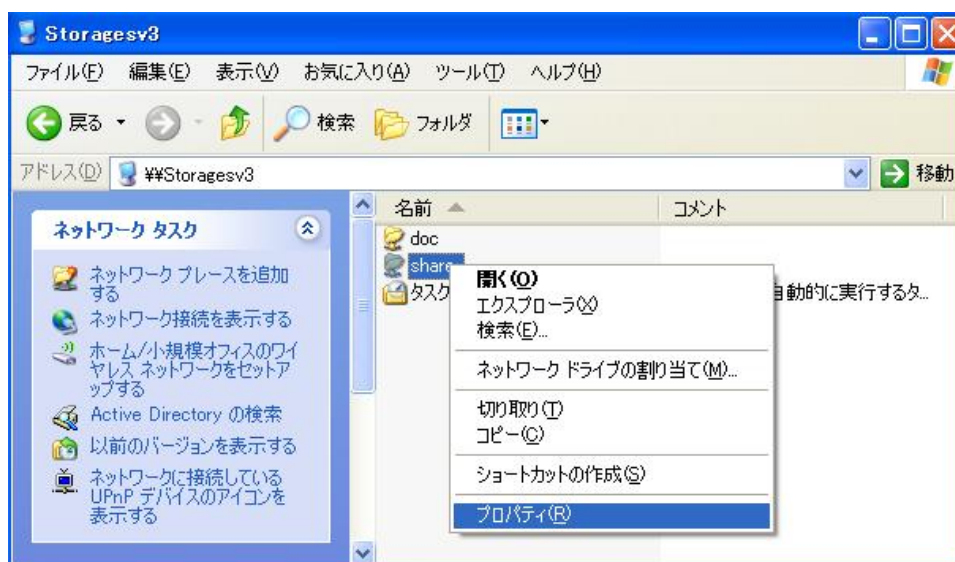 Storagesv3
ファイル(F) 編集(E) 表示(V) お気に入り(A) ツール(T) ヘルプ(H)
戻る 検索 フォルダ
アドレス(D) ¥¥Storagesv3 移動
ネットワーク タスク
ネットワーク プレースを追加
する
ネットワーク接続を表示する
ホーム/小規模オフィスのワイ
ヤレス ネットワークをセットア
ップする
Active Directory の検索
以前のバージョンを表示する
ネットワークに接続している
UPnP デバイスのアイコンを
表示する
名前 コメント
doc
share
タスク 自動的に実行するタ...
開く(O)
エクスプローラ(X)
検索(E)...
ネットワーク ドライブの割り当て(M)...
切り取り(T)
コピー(C)
ショートカットの作成(S)
プロパティ(R)